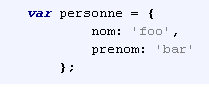 var personne = {
nom: 'foo',
prenom: 'bar'
};